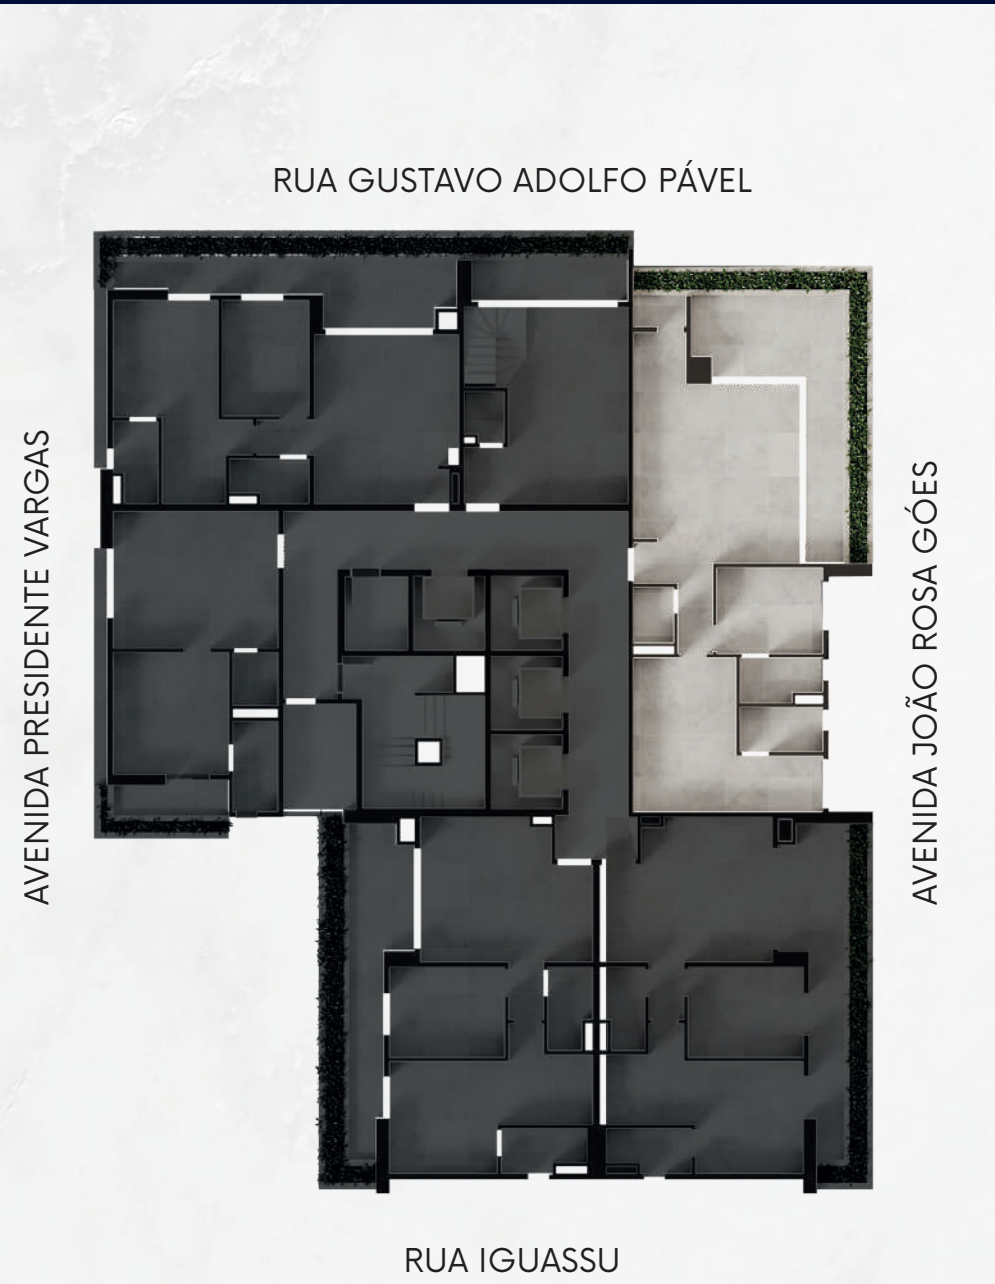 RUA GUSTAVO ADOLFO PÁVEL
AVENIDA PRESIDENTE VARGAS
AVENIDA JOÃO ROSA GÓES
RUA IGUASSU